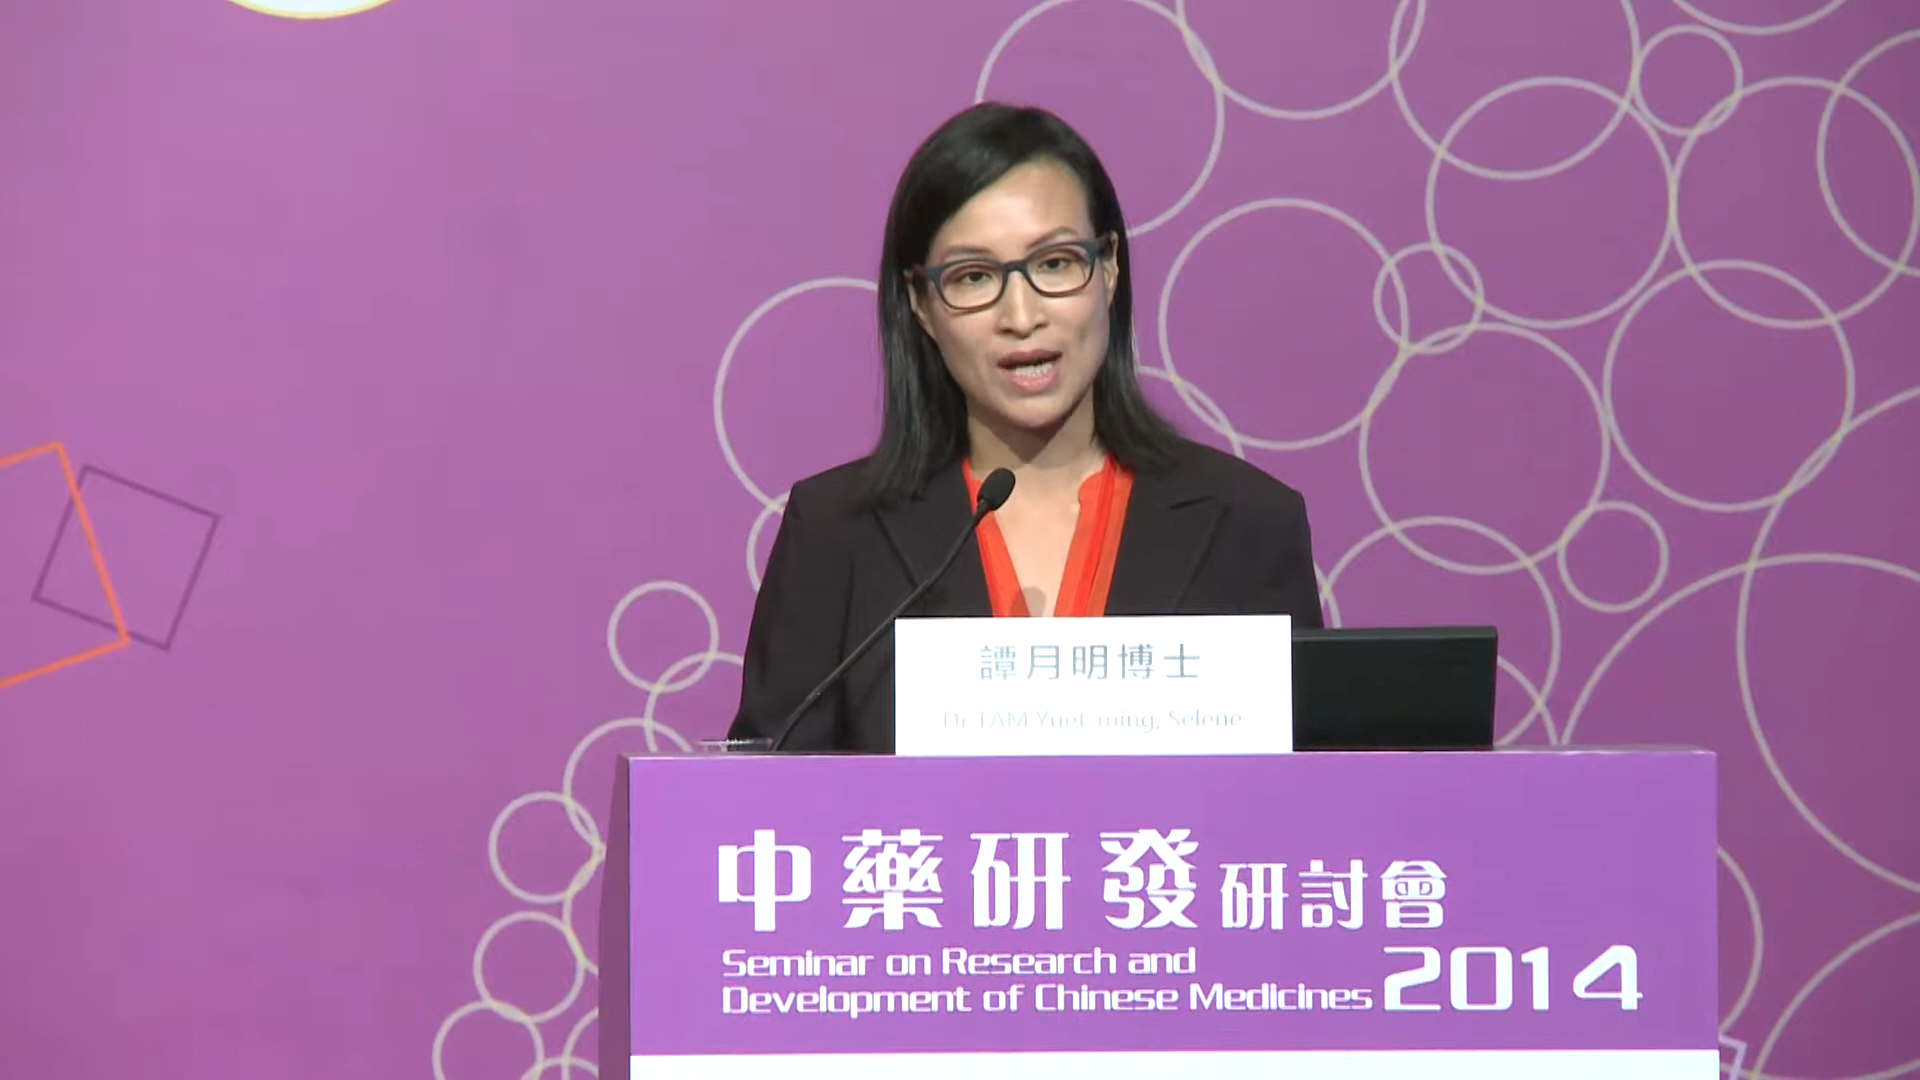 譚月明博士
Dr TAM Yuet-ming, Selene
中藥研發研討會
Seminar on Research and
Development of Chinese Medicines 2014